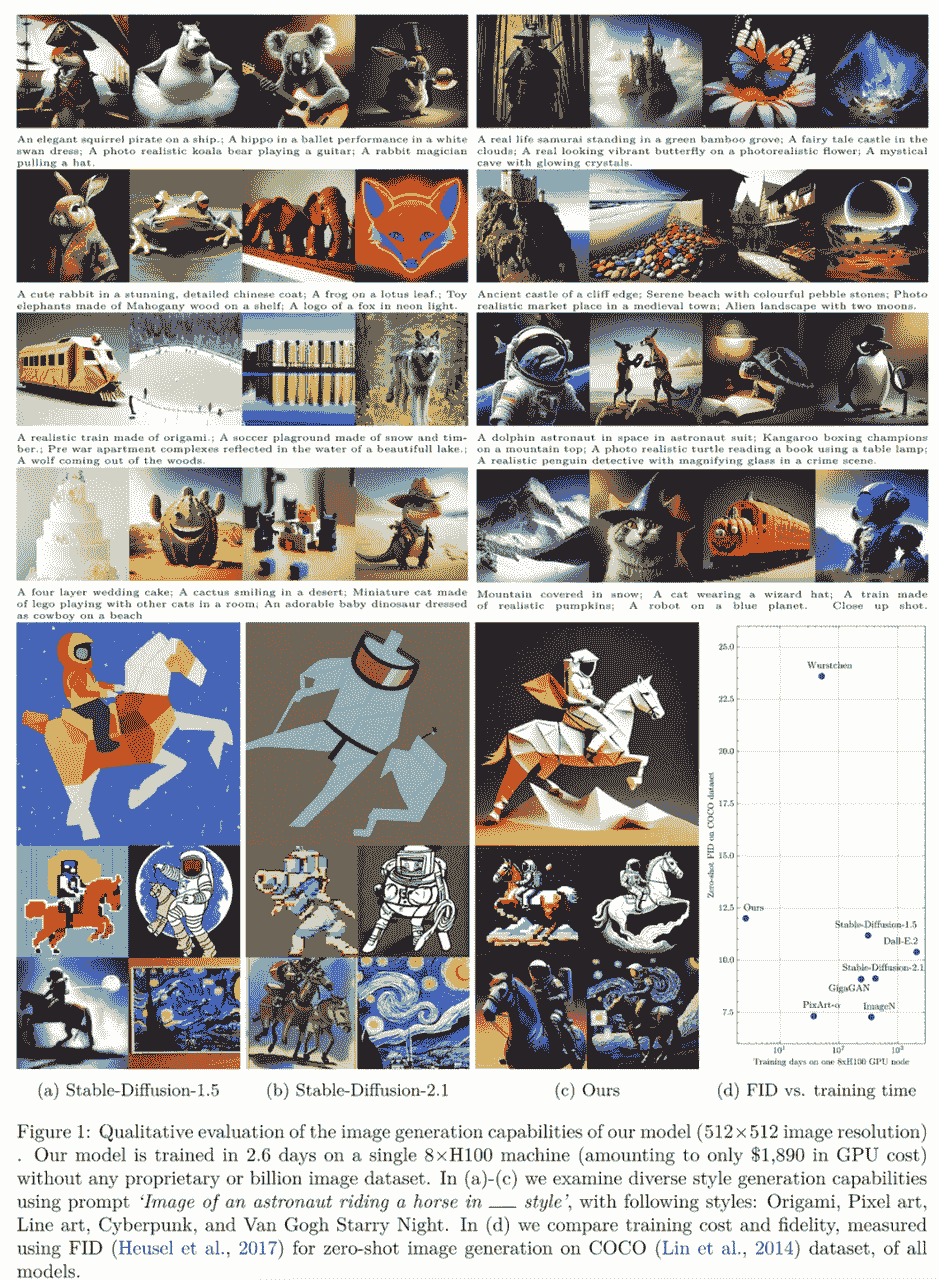 An elegant squirrel pirate on a ship.; A hippo in a ballet performance in a white
swan dress; A photo realistic koala bear playing a guitar; A rabbit magician
pulling a hat.
A real life samurai standing in a green bamboo grove; A fairy tale castle in the
clouds; A real looking vibrant butterfly on a photorealistic flower; A mystical
cave with glowing crystals.
A cute rabbit in a stunning, detailed chinese coat; A frog on a lotus leaf.; Toy
elephants made of Mahogany wood on a shelf; A logo of a fox in neon light.
Ancient castle of a cliff edge; Serene beach with colourful pebble stones; Photo
realistic market place in a medieval town; Alien landscape with two moons.
A realistic train made of origami.; A soccer plaground made of snow and tim-
ber.; Pre war apartment complexes reflected in the water of a beautifull lake.;
A wolf coming out of the woods.
A dolphin astronaut in space in astronaut suit; Kangaroo boxing champions
on a mountain top; A photo realistic turtle reading a book using a table lamp;
A realistic penguin detective with magnifying glass in a crime scene.
A four layer wedding cake; A cactus smiling in a desert; Miniature cat made
of lego playing with other cats in a room; An adorable baby dinosaur dressed
as cowboy on a beach
Mountain covered in snow; A cat wearing a wizard hat; A train made
of realistic pumpkins; A robot on a blue planet. Close up shot.
25.0
22.5
20.0
17.5
15.0
12.5
10.0
7.5
Zero-shot FID on COCO dataset
Wurstchen
Ours
Stable-Diffusion-1.5
Dall-E.2
Stable-Diffusion-2.1
GigaGAN
PixArt-α
ImageN
10¹
10²
10³
Training days on one 8xH100 GPU node
(a) Stable-Diffusion-1.5
(b) Stable-Diffusion-2.1
(c) Ours
(d) FID vs. training time
Figure 1: Qualitative evaluation of the image generation capabilities of our model (512×512 image resolution)
. Our model is trained in 2.6 days on a single 8×H100 machine (amounting to only $1,890 in GPU cost)
without any proprietary or billion image dataset. In (a)-(c) we examine diverse style generation capabilities
using prompt ‘Image of an astronaut riding a horse in __ style’, with following styles: Origami, Pixel art,
Line art, Cyberpunk, and Van Gogh Starry Night. In (d) we compare training cost and fidelity, measured
using FID (Heusel et al., 2017) for zero-shot image generation on COCO (Lin et al., 2014) dataset, of all
models.